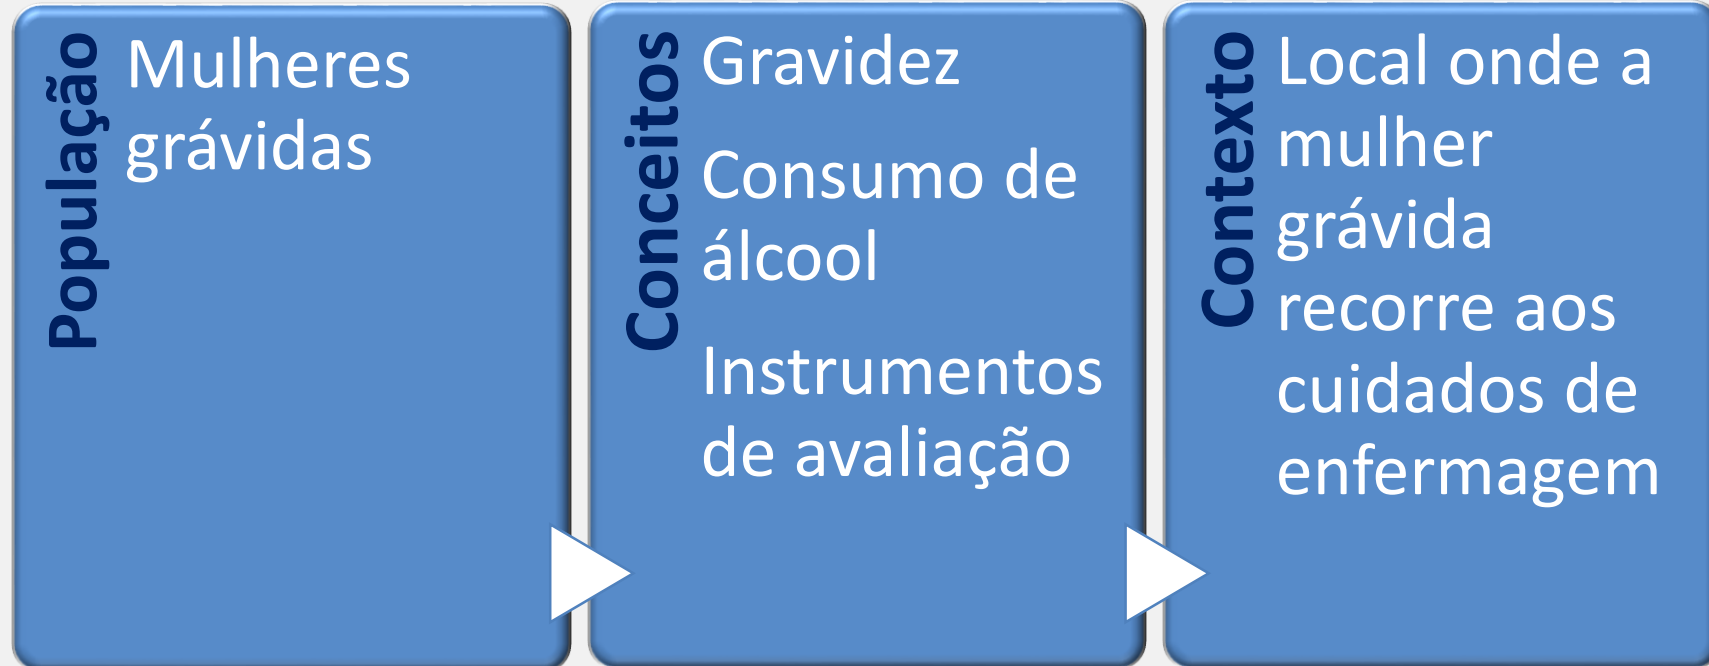 População
Mulheres
grávidas
Conceitos
Gravidez
Consumo de
álcool
Instrumentos
de avaliação
Contexto
Local onde a
mulher
grávida
recorre aos
cuidados de
enfermagem